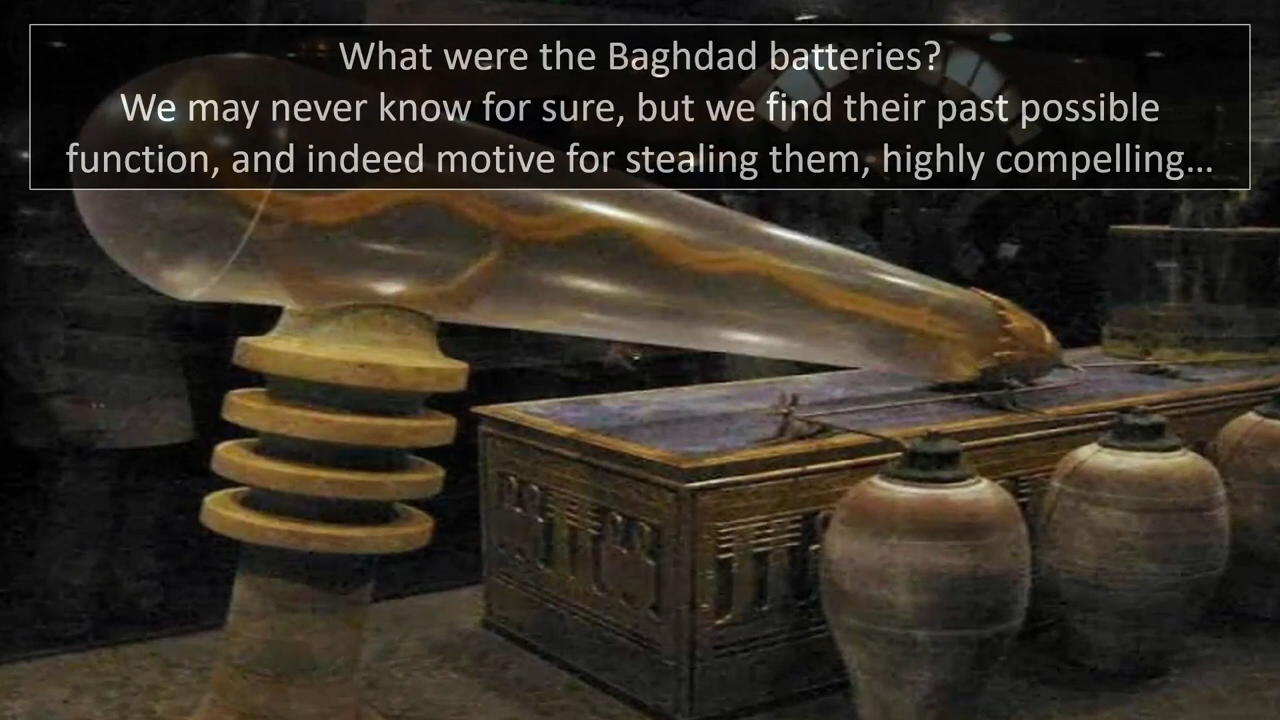 What were the Baghdad batteries?
We may never know for sure, but we find their past possible
function, and indeed motive for stealing them, highly compelling...